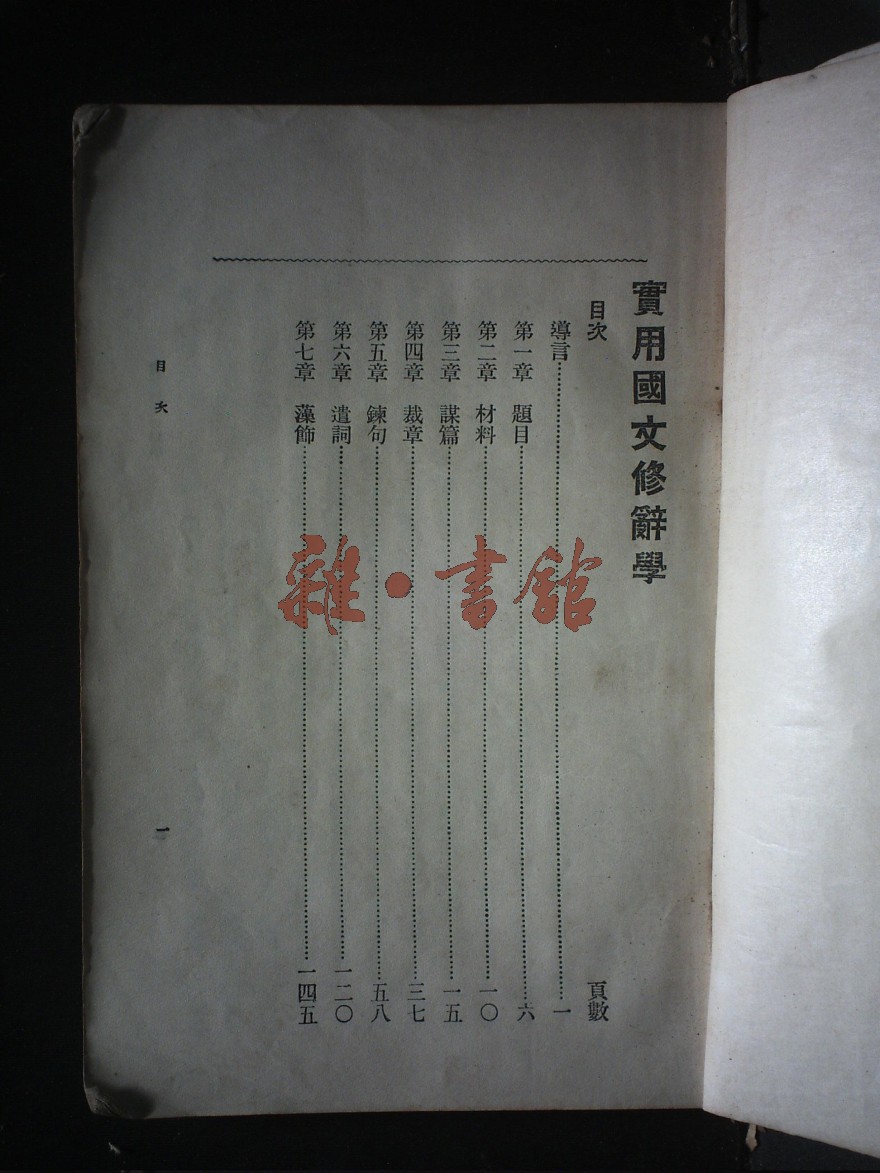 實用國文修辭學
目次 頁數
導言 一
第一章 題目 六
第二章 材料 一〇
第三章 謀篇 一五
第四章 裁章 三七
第五章 鍊句 五八
第六章 遣詞 一二〇
第七章 藻飾 一四五
目次 一
雜·書館